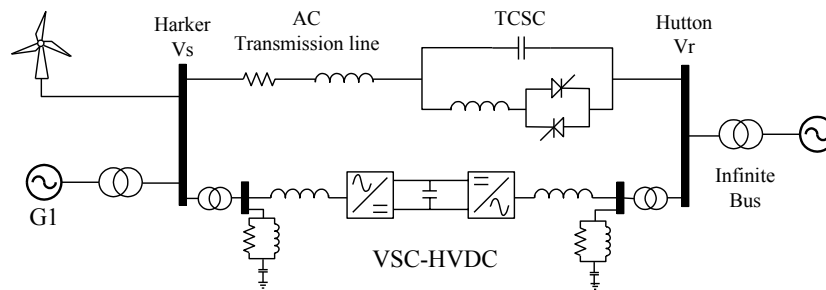 Harker
Vs
AC
Transmission line
TCSC
Hutton
Vr
G1
Infinite
Bus
VSC-HVDC